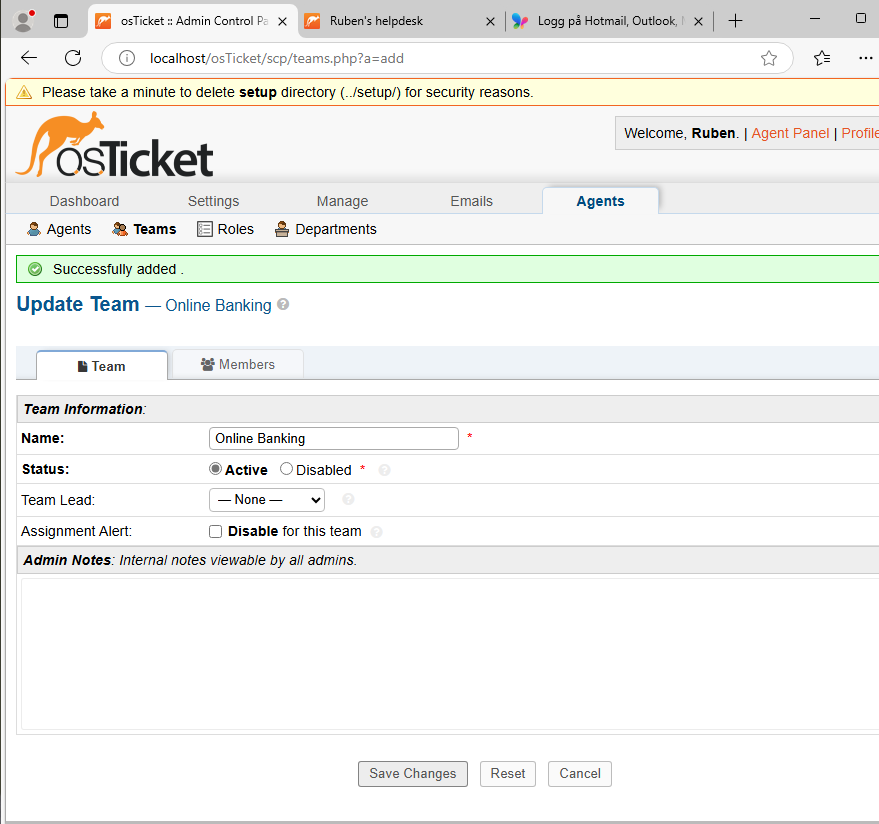 osTicket :: Admin Control Pa
Ruben's helpdesk
Logg på Hotmail, Outlook,
localhost/osTicket/scp/teams.php?a=add
Please take a minute to delete setup directory (../setup/) for security reasons.
osTicket
Welcome, Ruben. | Agent Panel | Profile
Dashboard Settings Manage Emails Agents
Agents Teams Roles Departments
Successfully added .
Update Team — Online Banking
Team Members
Team Information:
Name: Online Banking *
Status: Active Disabled *
Team Lead: — None —
Assignment Alert: Disable for this team
Admin Notes: Internal notes viewable by all admins.
Save Changes Reset Cancel